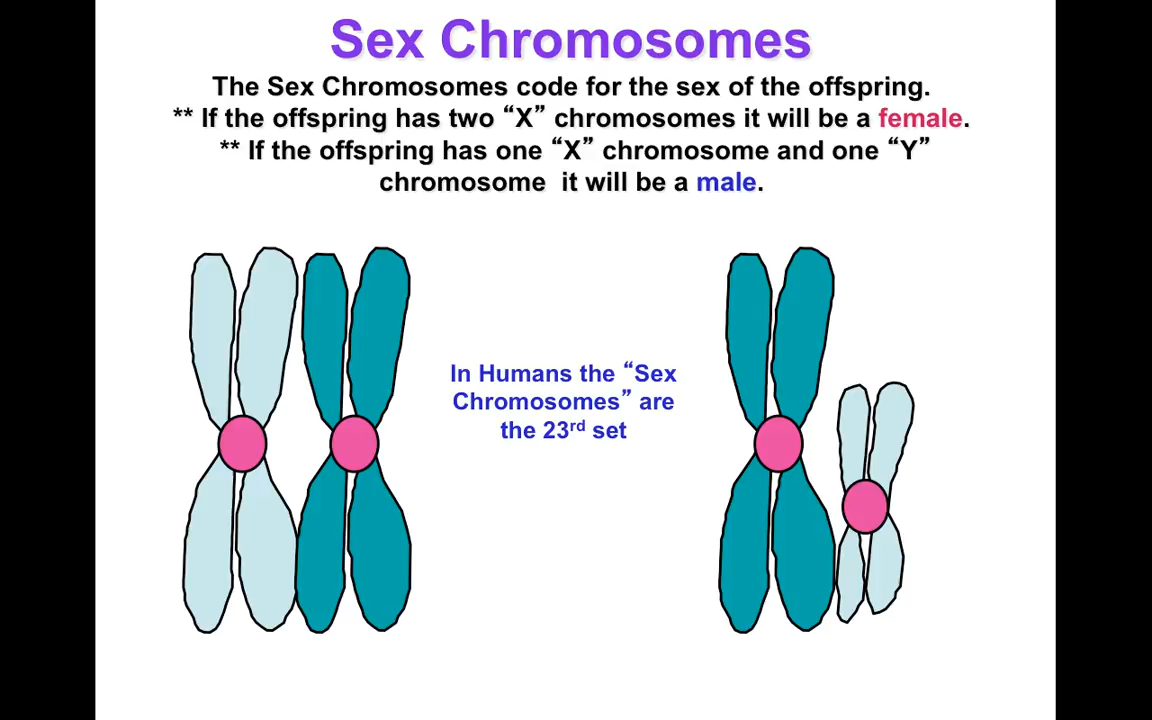 Sex Chromosomes
The Sex Chromosomes code for the sex of the offspring.
** If the offspring has two “X” chromosomes it will be a female.
** If the offspring has one “X” chromosome and one “Y”
chromosome  it will be a male.
In Humans the “Sex
Chromosomes” are
the 23rd set